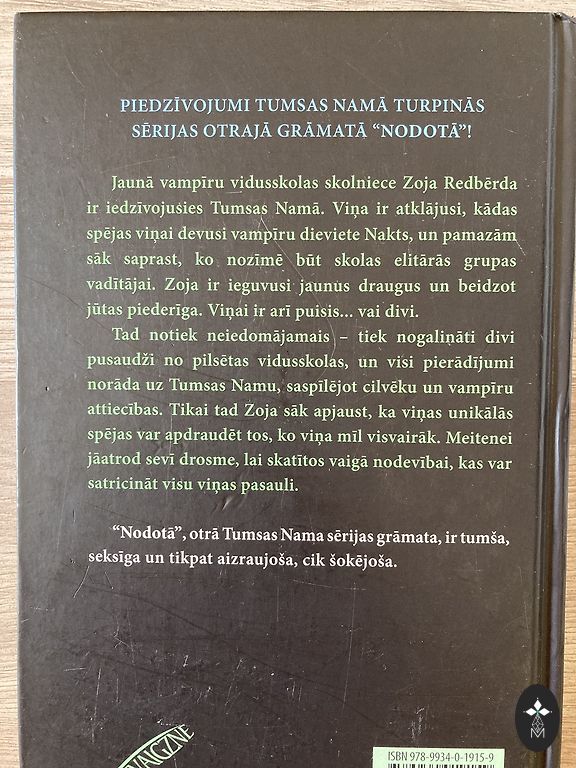 PIEDZĪVOJUMI TUMSAS NAMĀ TURPINĀS
SĒRIJAS OTRAJĀ GRĀMATĀ “NODOTĀ”!
Jaunā vampīru vidusskolas skolniece Zoja Redbērda
ir iedzīvojusies Tumsas Namā. Viņa ir atklājusi, kādas
spējas viņai devusi vampīru dieviete Nakts, un pamazām
sāk saprast, ko nozīmē būt skolas elitārās grupas
vadītājai. Zoja ir ieguvusi jaunus draugus un beidzot
jūtas piederīga. Viņai ir arī puisis... vai divi.
Tad notiek neiedomājamais – tiek nogalināti divi
pusaudži no pilsētas vidusskolas, un visi pierādījumi
norāda uz Tumsas Namu, saspīlējot cilvēku un vampīru
attiecības. Tikai tad Zoja sāk apjaust, ka viņas unikālās
spējas var apdraudēt tos, ko viņa mīl visvairāk. Meitenei
jāatrod sevī drosme, lai skatītos vaigā nodevībai, kas var
satricināt visu viņas pasauli.
“Nodotā”, otrā Tumsas Nama sērijas grāmata, ir tumša,
seksīga un tikpat aizraujoša, cik šokējoša.
VAIGZNE
ISBN 978-9934-0-1915-9